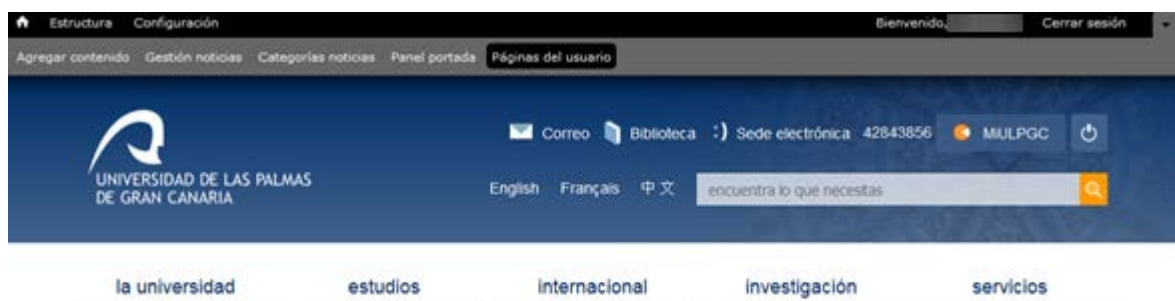 Estructura Configuración Bienvenido, Cerrar sesión
Agregar contenido Gestión noticias Categorías noticias Panel portada Páginas del usuario
Correo Biblioteca :) Sede electrónica 42843856 MiULPGC
UNIVERSIDAD DE LAS PALMAS
DE GRAN CANARIA
English Français 中文 encuentra lo que necesitas
la universidad estudios internacional investigación servicios